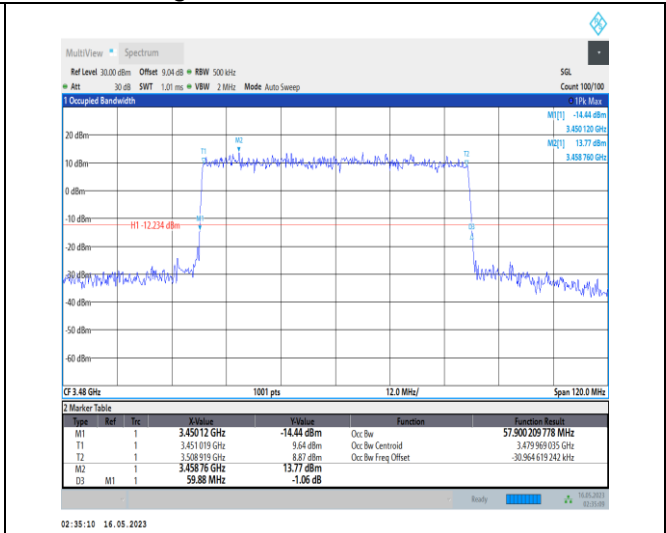 MultiView Spectrum
Ref Level 30.00 dBm Offset 9.04 dB RBW 500 kHz SGL
Att 30 dB SWT 1.01 ms VBW 2 MHz Mode Auto Sweep Count 100/100
1 Occupied Bandwidth 1Pk Max
M1[1] -14.44 dBm
3.450 120 GHz
M2[1] 13.77 dBm
3.458 760 GHz
20 dBm
M2
T1
T2
10 dBm
0 dBm
-10 dBm
M1
H1 -12.234 dBm
D3
-30 dBm
-40 dBm
-50 dBm
-60 dBm
CF 3.48 GHz 1001 pts 12.0 MHz/ Span 120.0 MHz
2 Marker Table
Type Ref Trc X-Value Y-Value Function Function Result
M1 1 3.45012 GHz -14.44 dBm Occ Bw 57.900 209 778 MHz
T1 1 3.451 019 GHz 9.64 dBm Occ Bw Centroid 3.479 969 035 GHz
T2 1 3.508 919 GHz 8.87 dBm Occ Bw Freq Offset -30.964 619 242 kHz
M2 1 3.45876 GHz 13.77 dBm
D3 M1 1 59.88 MHz -1.06 dB
Ready 16.05.2023
02:35:09
02:35:10 16.05.2023